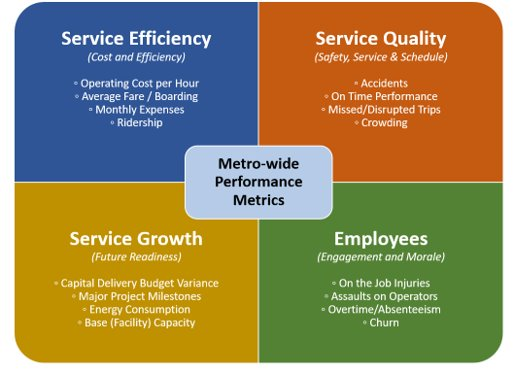 Service Efficiency
(Cost and Efficiency)
◦ Operating Cost per Hour
◦ Average Fare / Boarding
◦ Monthly Expenses
◦ Ridership
Service Quality
(Safety, Service & Schedule)
◦ Accidents
◦ On Time Performance
◦ Missed/Disrupted Trips
◦ Crowding
Metro-wide
Performance
Metrics
Service Growth
(Future Readiness)
◦ Capital Delivery Budget Variance
◦ Major Project Milestones
◦ Energy Consumption
◦ Base (Facility) Capacity
Employees
(Engagement and Morale)
◦ On the Job Injuries
◦ Assaults on Operators
◦ Overtime/Absenteeism
◦ Churn